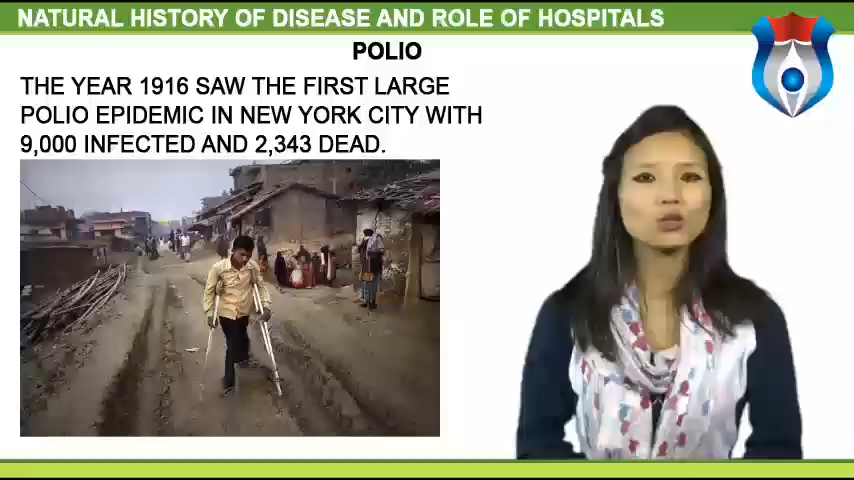 NATURAL HISTORY OF DISEASE AND ROLE OF HOSPITALS
POLIO
THE YEAR 1916 SAW THE FIRST LARGE
POLIO EPIDEMIC IN NEW YORK CITY WITH
9,000 INFECTED AND 2,343 DEAD.